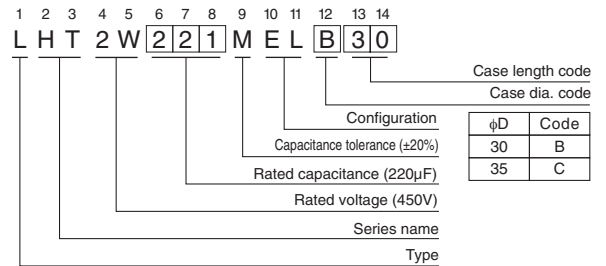 1 2 3 4 5 6 7 8 9 10 11 12 13 14
L H T 2 W 2 2 1 M E L B 3 0
Case length code
Case dia. code
Configuration
Capacitance tolerance (±20%)
Rated capacitance (220µF)
Rated voltage (450V)
Series name
Type
ϕD Code
30 B
35 C